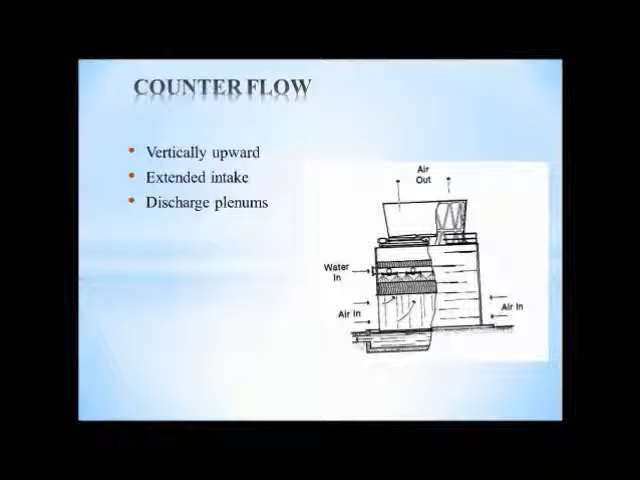 COUNTER FLOW
Vertically upward
Extended intake
Discharge plenums
Air
Out
Water
In
Air In
Air In